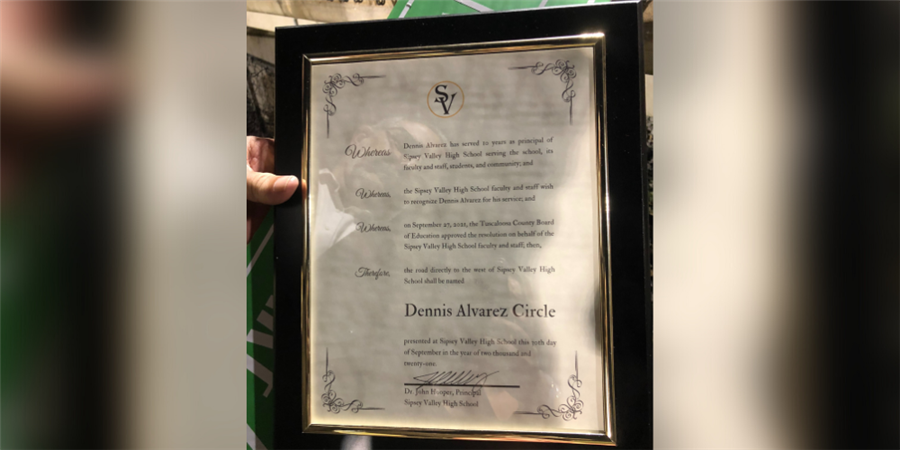 SV
Whereas Dennis Alvarez has served years as principal of
Sipsey Valley High School serving the school, its
faculty and staff, students, and community; and
Whereas, the Sipsey Valley High School faculty and staff wish
to recognize Dennis Alvarez for his service; and
Whereas, on September 27, 2021, the Tuscaloosa County Board
of Education approved the resolution on behalf of the
Sipsey Valley High School faculty and staff, then,
Therefore, the road directly to the west of Sipsey Valley High
School shall be named
Dennis Alvarez Circle
presented at Sipsey Valley High School this 30th day
of September in the year of two thousand and
twenty-one.
Dr. John Hooper, Principal
Sipsey Valley High School